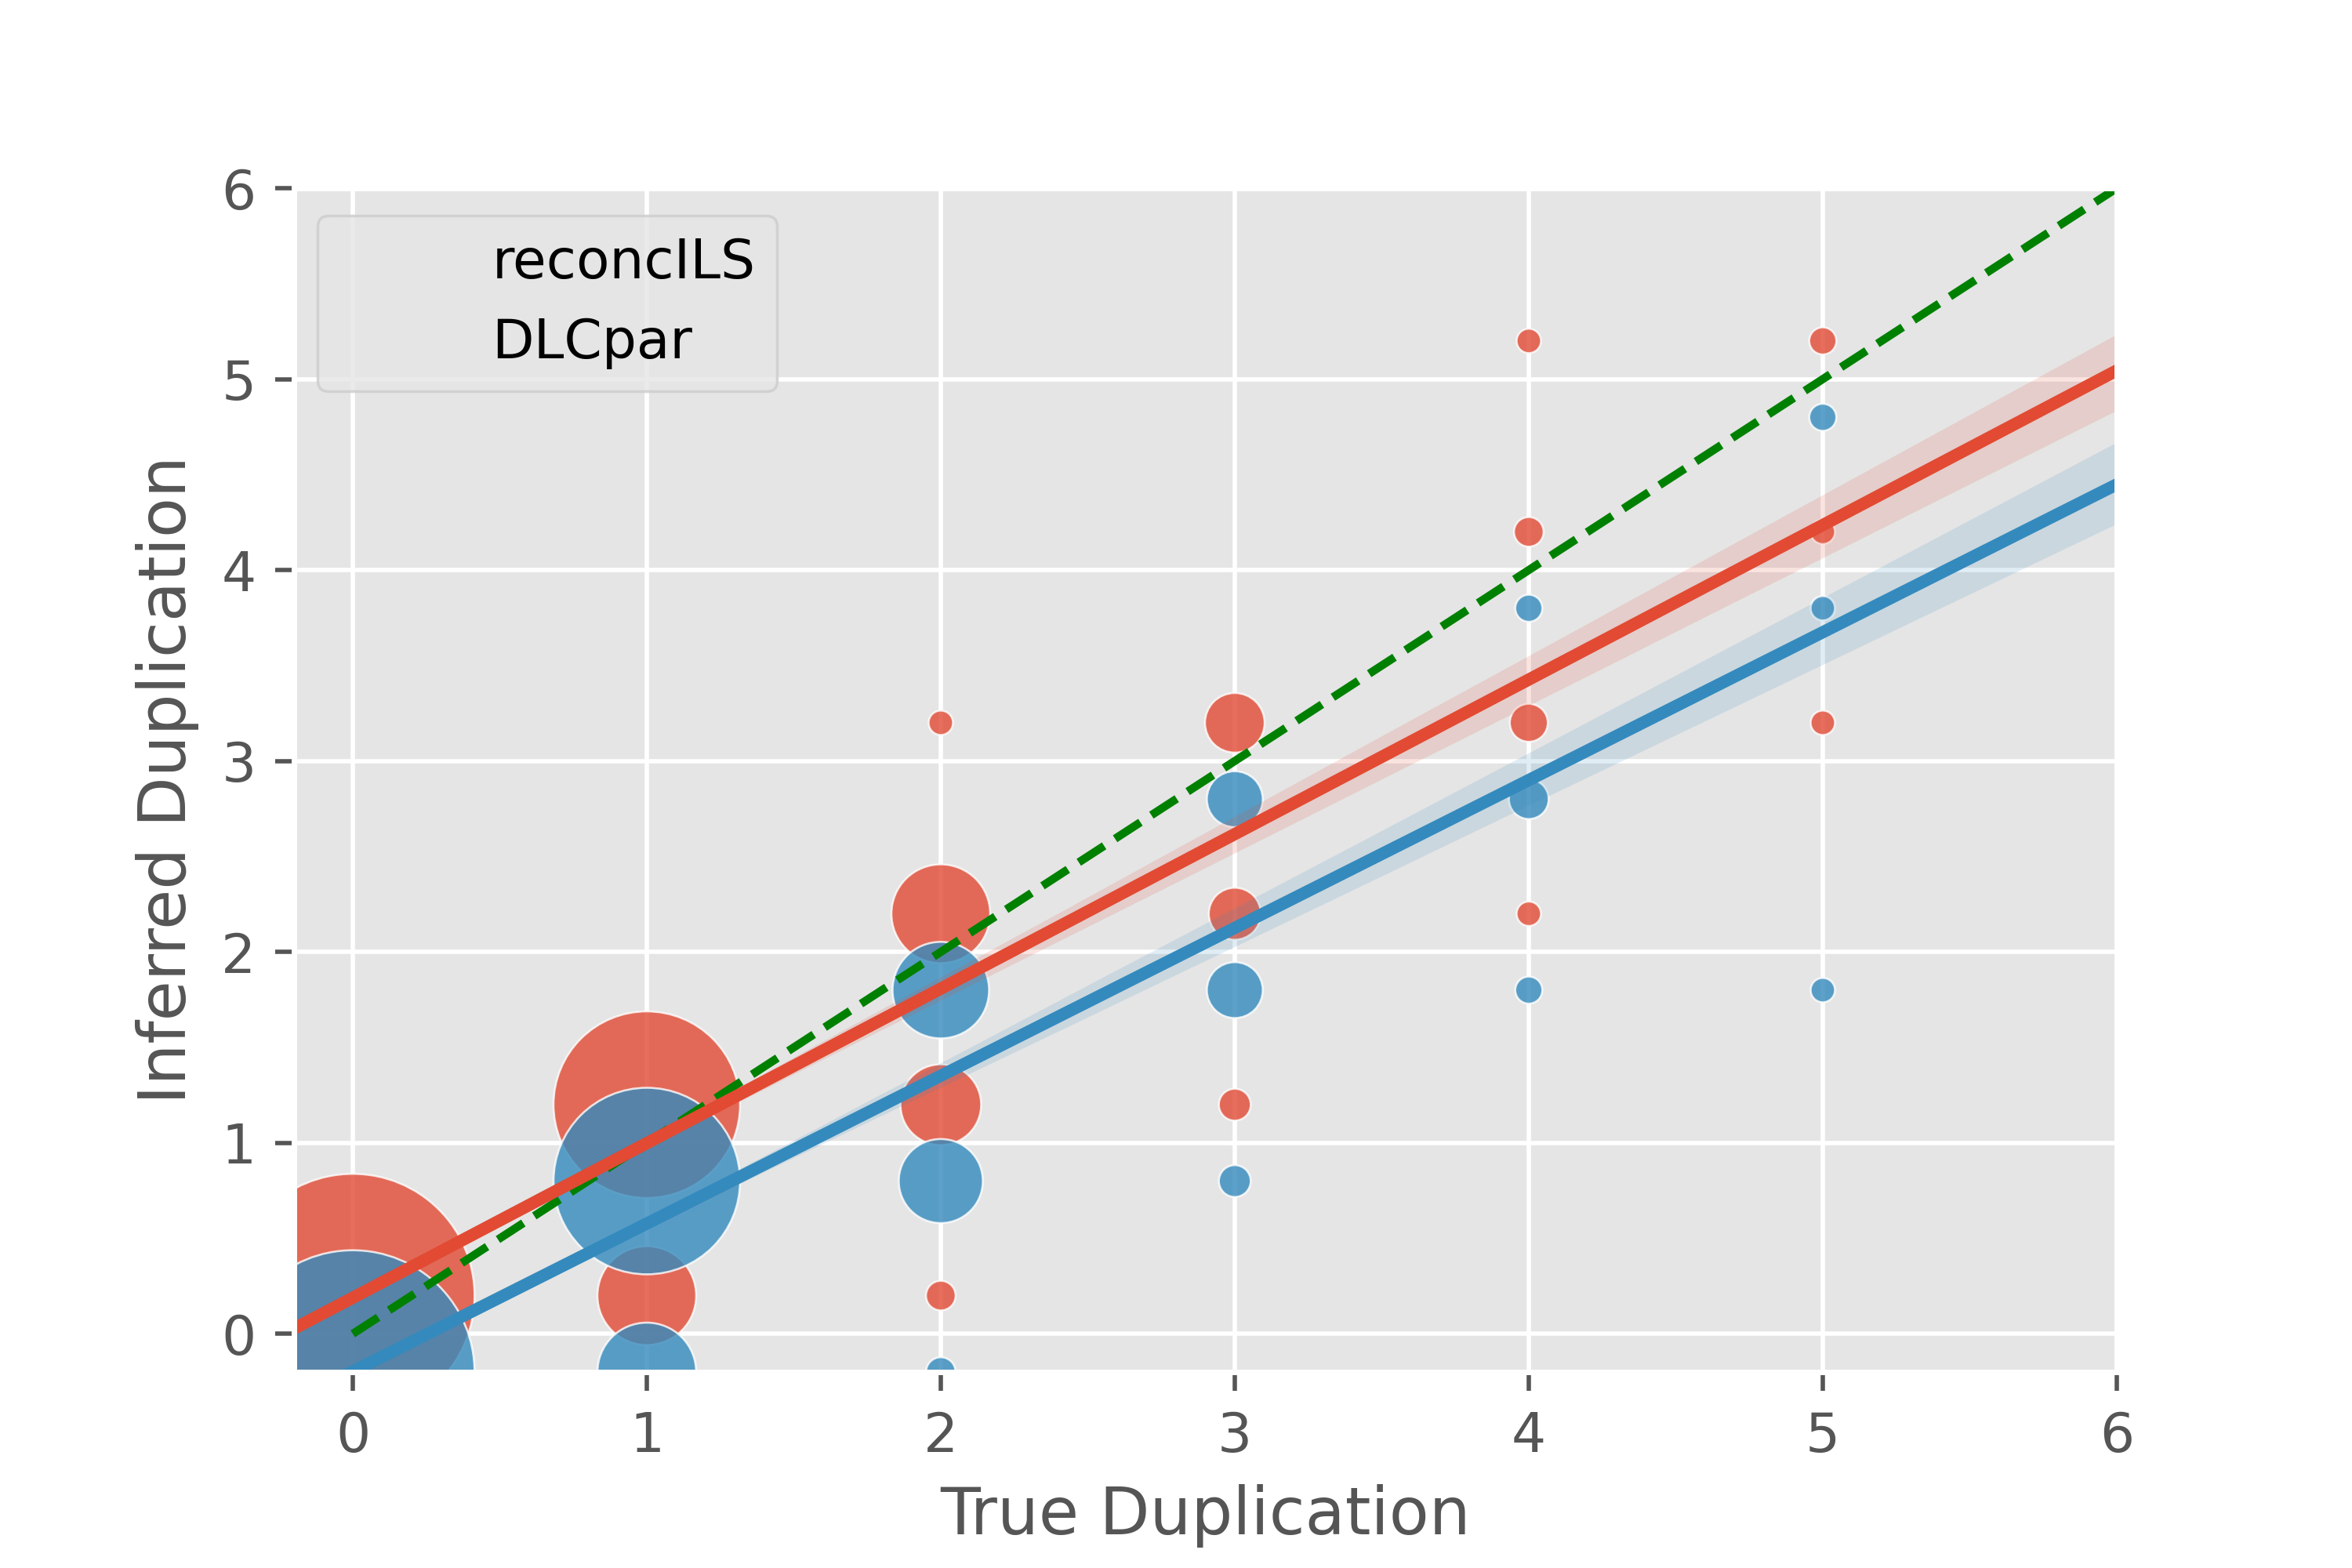 6
5
4
3
2
1
0
Inferred Duplication
reconcILS
DLCpar
0 1 2 3 4 5 6
True Duplication